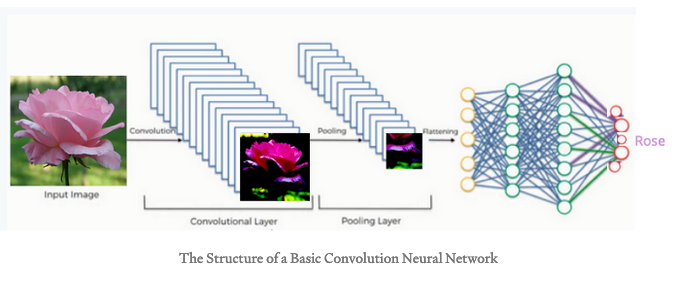 Convolution
Pooling
Flattening
Rose
Input Image
Convolutional Layer
Pooling Layer
The Structure of a Basic Convolution Neural Network